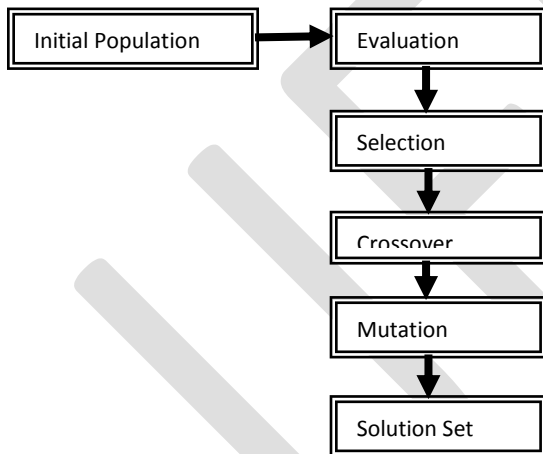 Initial Population
Evaluation
Selection
Crossover
Mutation
Solution Set